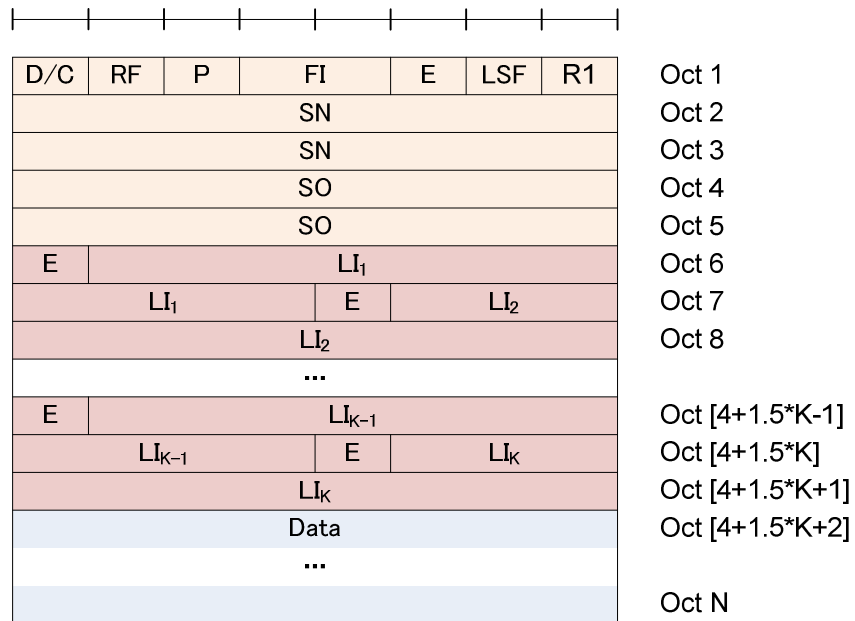 D/C RF P FI E LSF R1 Oct 1
SN Oct 2
SN Oct 3
SO Oct 4
SO Oct 5
E LI₁ Oct 6
LI₁ E LI₂ Oct 7
LI₂ Oct 8
...
E LIK₋₁ Oct [4+1.5*K-1]
LIK₋₁ E LIK Oct [4+1.5*K]
LIK Oct [4+1.5*K+1]
Data Oct [4+1.5*K+2]
...
Oct N